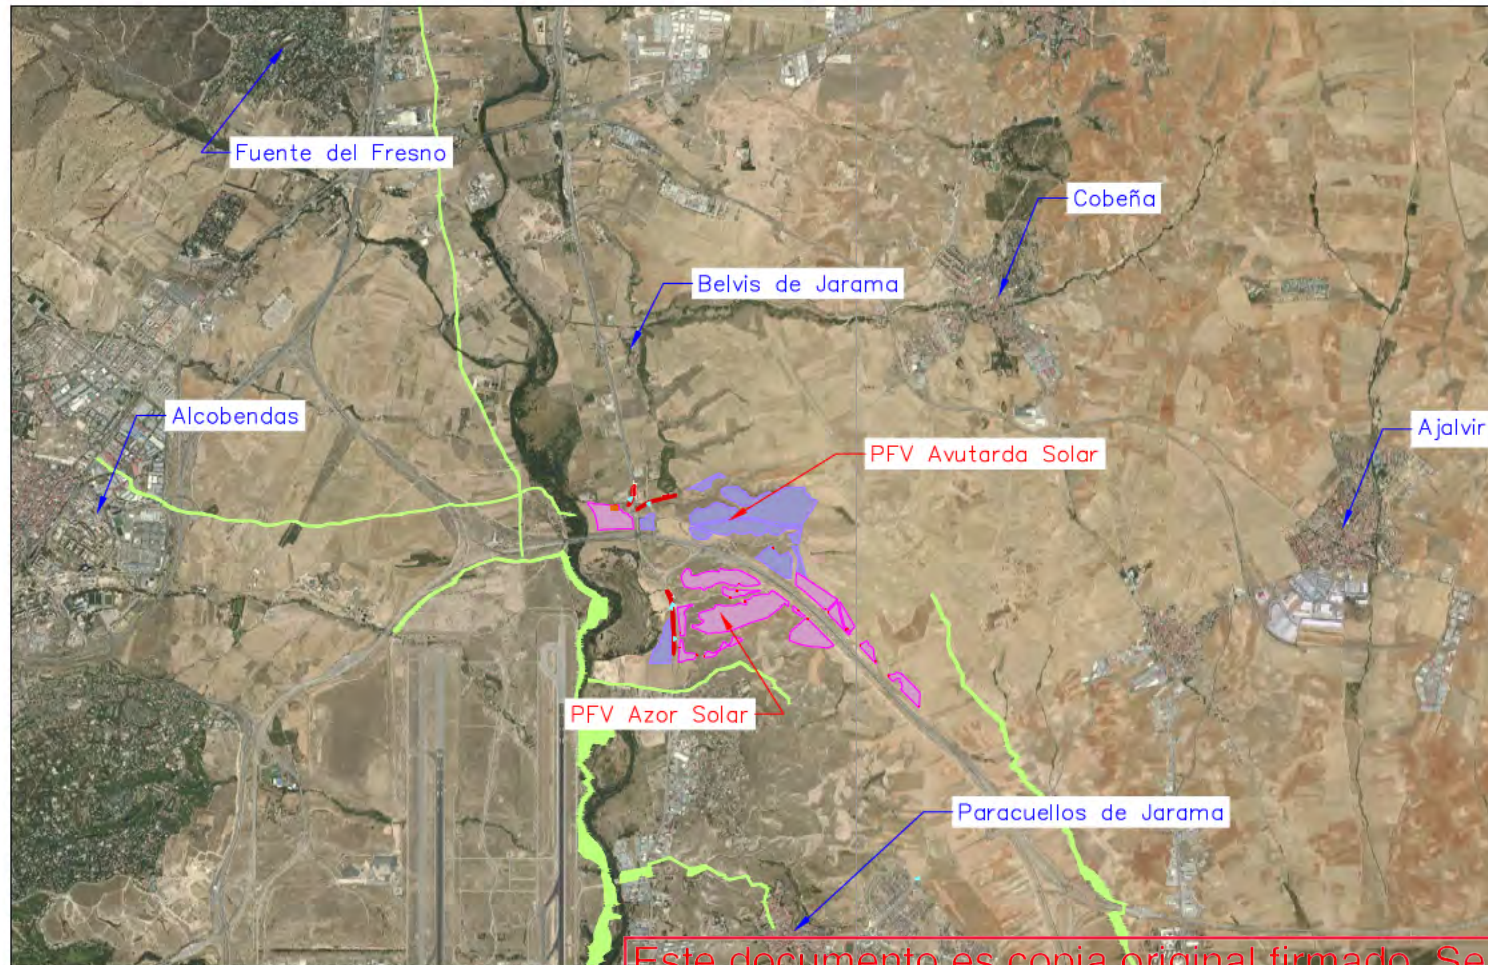 Fuente del Fresno
Cobeña
Belvis de Jarama
Alcobendas
Ajalvir
PFV Avutarda Solar
PFV Azor Solar
Paracuellos de Jarama
Este documento es copia original firmado. Se